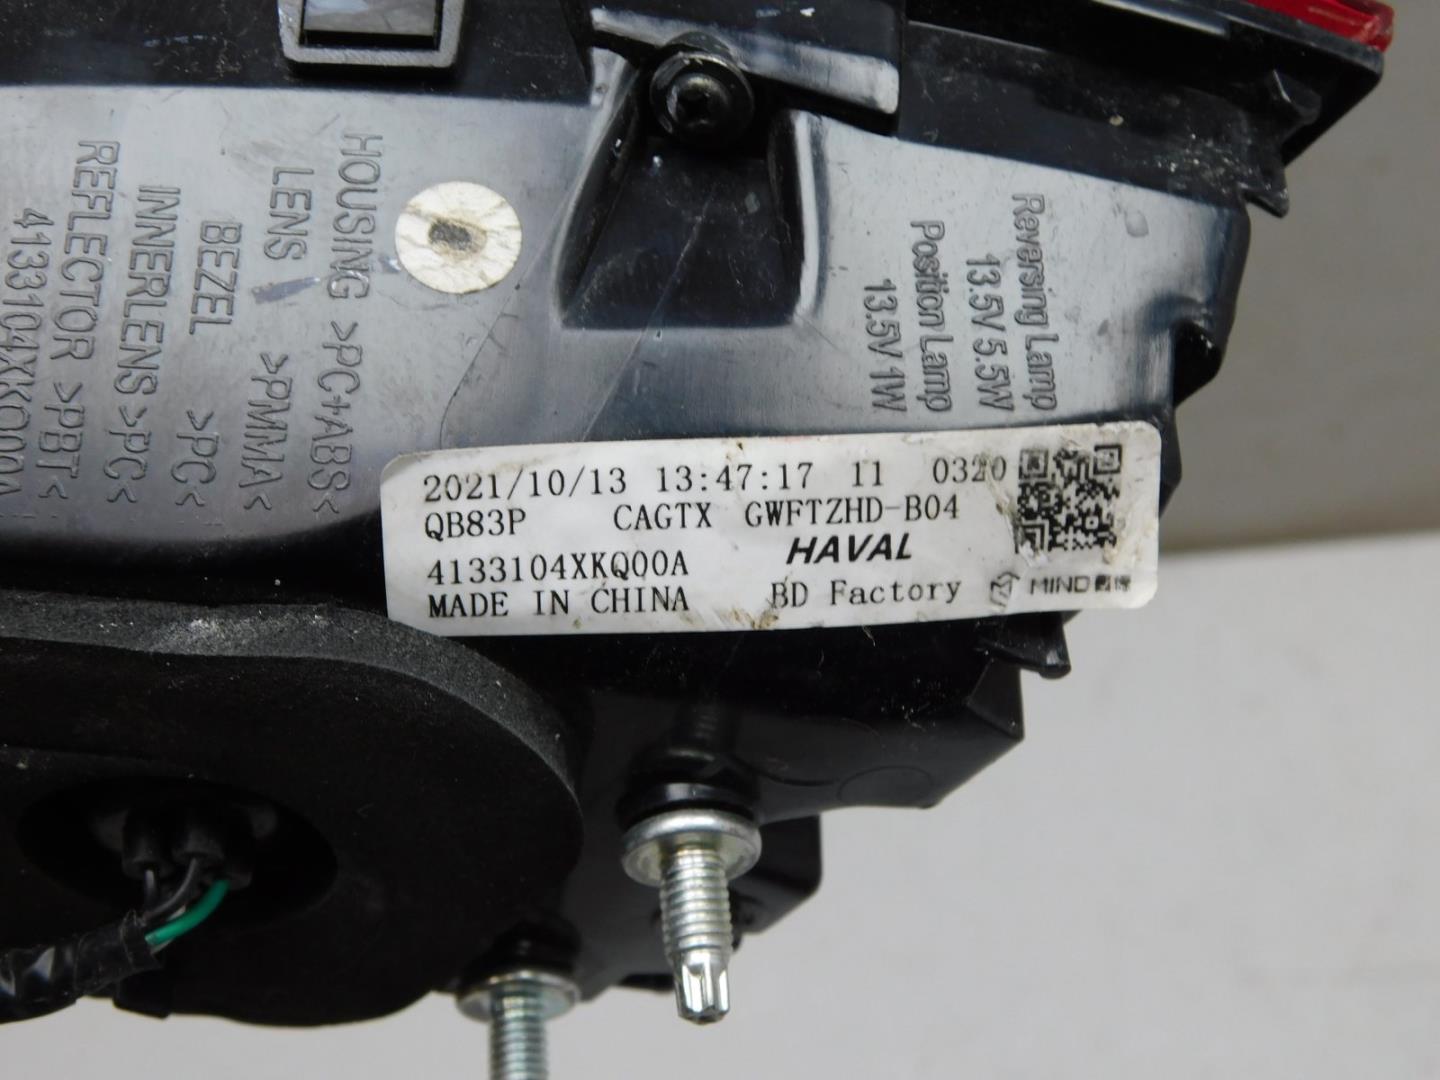 HOUSING >PC+ABS<
LENS >PMMA<
BEZEL >PC<
INNERLENS >PC<
REFLECTOR >PBT<
4133104XKQ00A
Reversing Lamp
13.5V 5.5W
Position Lamp
13.5V 1W
2021/10/13 13:47:17 11 0320
QB83P CAGTX GWFTZHD-B04
4133104XKQ00A HAVAL
MADE IN CHINA BD Factory MIND